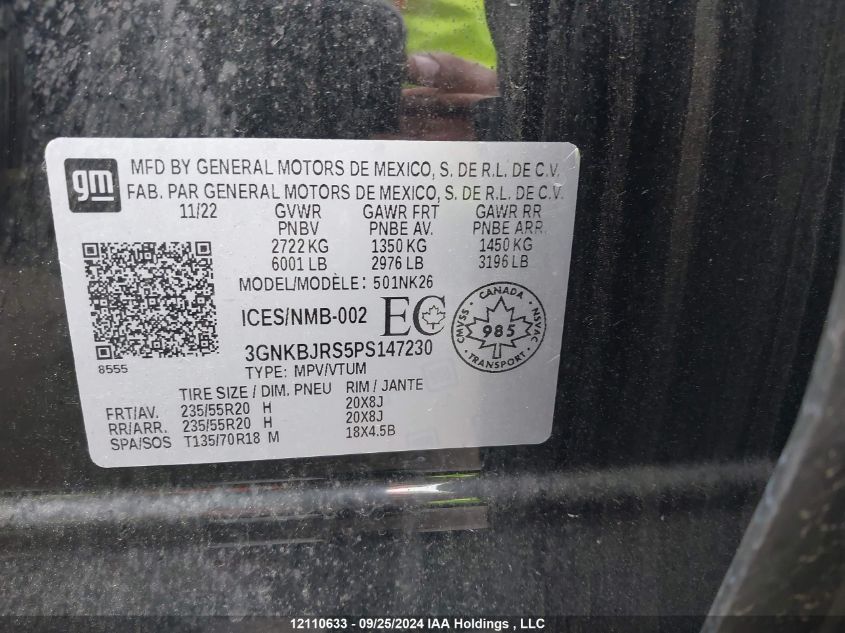 gm
MFD BY GENERAL MOTORS DE MEXICO, S. DE R.L. DE C.V.
FAB. PAR GENERAL MOTORS DE MEXICO, S. DE R.L. DE C.V.
11/22 GVWR GAWR FRT GAWR RR
PNBV PNBE AV. PNBE ARR.
2722 KG 1350 KG 1450 KG
6001 LB 2976 LB 3196 LB
MODEL/MODÈLE: 501NK26
ICES/NMB-002 EC
CANADA
CMVSS 985 NSVAC
TRANSPORT
3GNKBJRS5PS147230
8555
TYPE: MPV/VTUM
TIRE SIZE / DIM. PNEU RIM / JANTE
FRT/AV. 235/55R20 H 20X8J
RR/ARR. 235/55R20 H 20X8J
SPA/SOS T135/70R18 M 18X4.5B
12110633 - 09/25/2024 IAA Holdings , LLC